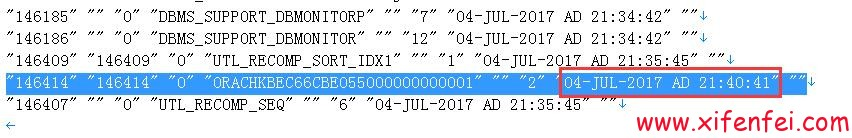 "146185" "" "0" "DBMS_SUPPORT_DBMONITORP" "" "7" "04-JUL-2017 AD 21:34:42" ""↓
"146186" "" "0" "DBMS_SUPPORT_DBMONITOR" "" "12" "04-JUL-2017 AD 21:34:42" ""↓
"146409" "146409" "0" "UTL_RECOMP_SORT_IDX1" "" "1" "04-JUL-2017 AD 21:35:45" ""↓
"146414" "146414" "0" "ORACHKBEC66CBE055000000000001" "" "2" "04-JUL-2017 AD 21:40:41" ""↓
"146407" "" "0" "UTL_RECOMP_SEQ" "" "6" "04-JUL-2017 AD 21:35:45" ""↓
←
www.xifenfei.com